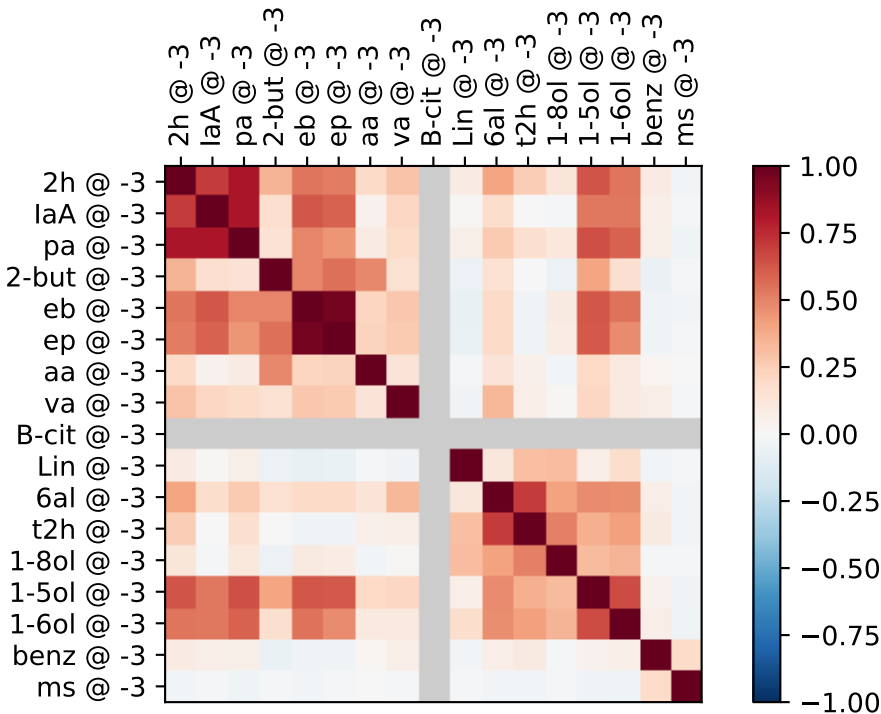 2h @ -3
IaA @ -3
pa @ -3
2-but @ -3
eb @ -3
ep @ -3
aa @ -3
va @ -3
B-cit @ -3
Lin @ -3
6al @ -3
t2h @ -3
1-8ol @ -3
1-5ol @ -3
1-6ol @ -3
benz @ -3
ms @ -3
2h @ -3
IaA @ -3
pa @ -3
2-but @ -3
eb @ -3
ep @ -3
aa @ -3
va @ -3
B-cit @ -3
Lin @ -3
6al @ -3
t2h @ -3
1-8ol @ -3
1-5ol @ -3
1-6ol @ -3
benz @ -3
ms @ -3
1.00
0.75
0.50
0.25
0.00
−0.25
−0.50
−0.75
−1.00